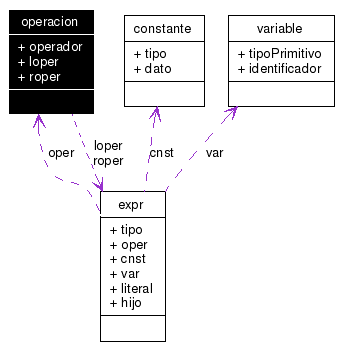 operacion
+ operador
+ loper
+ roper
constante
+ tipo
+ dato
variable
+ tipoPrimitivo
+ identificador
oper
loper
roper
cnst
var
expr
+ tipo
+ oper
+ cnst
+ var
+ literal
+ hijo